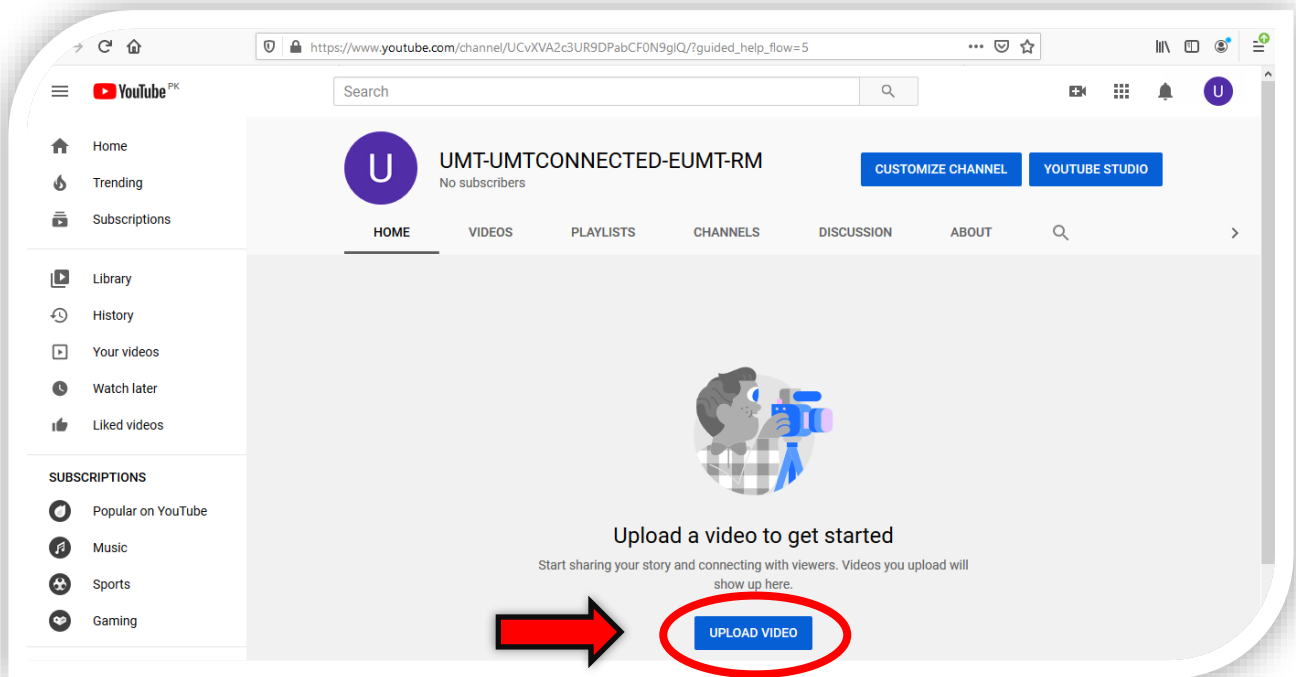 https://www.youtube.com/channel/UCvXVA2c3UR9DPabCF0N9glQ/?guided_help_flow=5
YouTube PK
Search
U
Home
Trending
Subscriptions
Library
History
Your videos
Watch later
Liked videos
SUBSCRIPTIONS
Popular on YouTube
Music
Sports
Gaming
U
UMT-UMTCONNECTED-EUMT-RM
No subscribers
CUSTOMIZE CHANNEL
YOUTUBE STUDIO
HOME VIDEOS PLAYLISTS CHANNELS DISCUSSION ABOUT
Upload a video to get started
Start sharing your story and connecting with viewers. Videos you upload will
show up here.
UPLOAD VIDEO